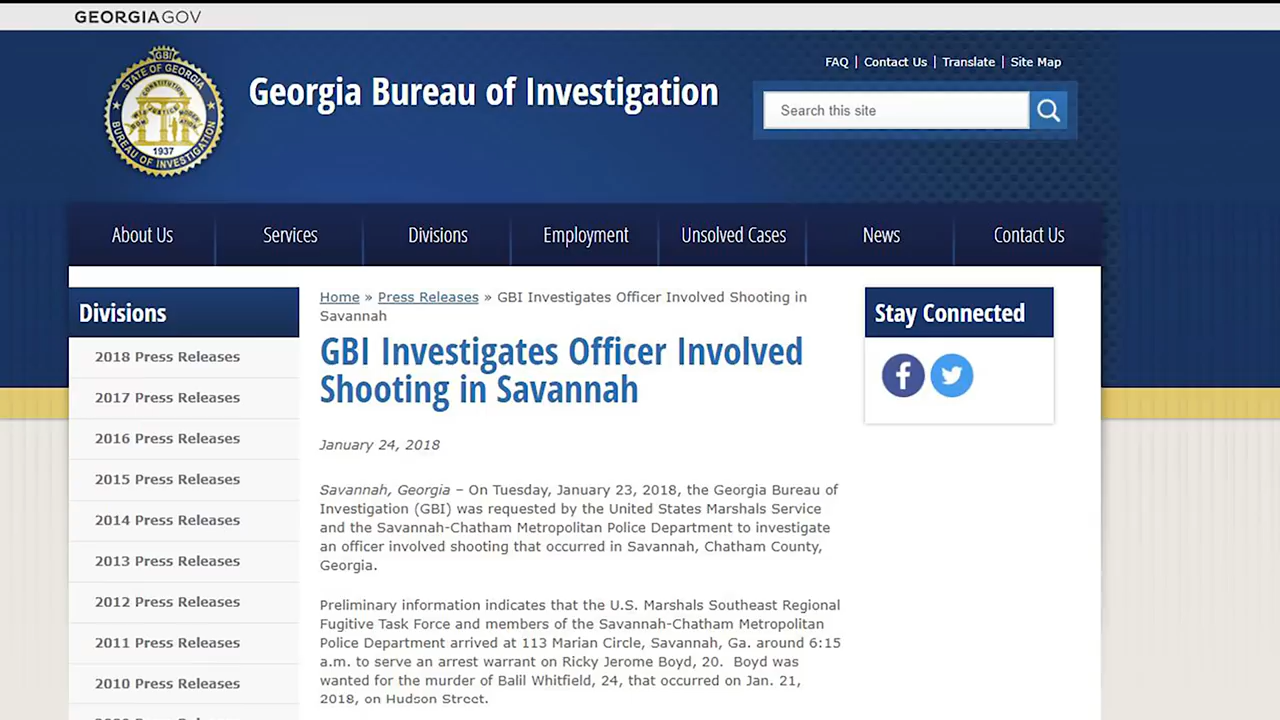 GEORGIAGOV
FAQ | Contact Us | Translate | Site Map
GBI
STATE OF GEORGIA
CONSTITUTION
1937
BUREAU OF INVESTIGATION
Georgia Bureau of Investigation
Search this site
About Us
Services
Divisions
Employment
Unsolved Cases
News
Contact Us
Divisions
2018 Press Releases
2017 Press Releases
2016 Press Releases
2015 Press Releases
2014 Press Releases
2013 Press Releases
2012 Press Releases
2011 Press Releases
2010 Press Releases
Home » Press Releases » GBI Investigates Officer Involved Shooting in
Savannah
GBI Investigates Officer Involved
Shooting in Savannah
January 24, 2018
Savannah, Georgia – On Tuesday, January 23, 2018, the Georgia Bureau of
Investigation (GBI) was requested by the United States Marshals Service
and the Savannah-Chatham Metropolitan Police Department to investigate
an officer involved shooting that occurred in Savannah, Chatham County,
Georgia.
Preliminary information indicates that the U.S. Marshals Southeast Regional
Fugitive Task Force and members of the Savannah-Chatham Metropolitan
Police Department arrived at 113 Marian Circle, Savannah, Ga. around 6:15
a.m. to serve an arrest warrant on Ricky Jerome Boyd, 20.  Boyd was
wanted for the murder of Balil Whitfield, 24, that occurred on Jan. 21,
2018, on Hudson Street.
Stay Connected